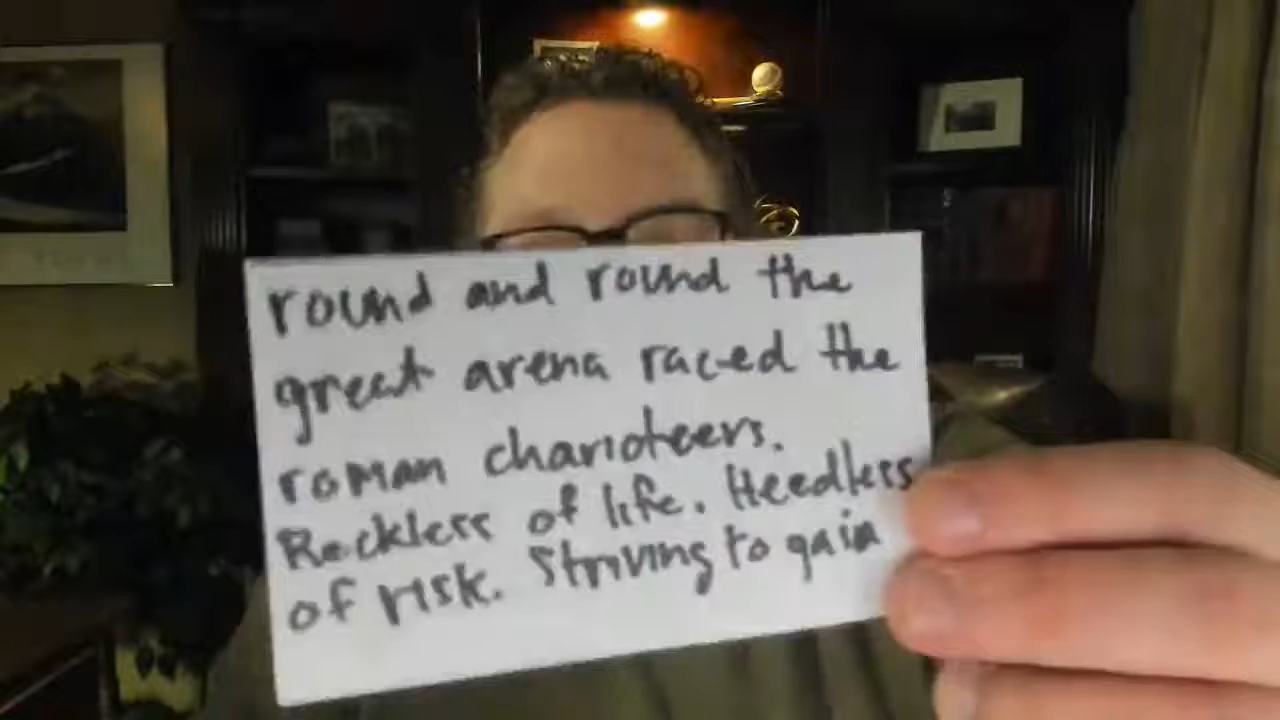 round and round the
great arena raced the
roman charioteers.
Reckless of life. Heedless
of risk. Striving to gain